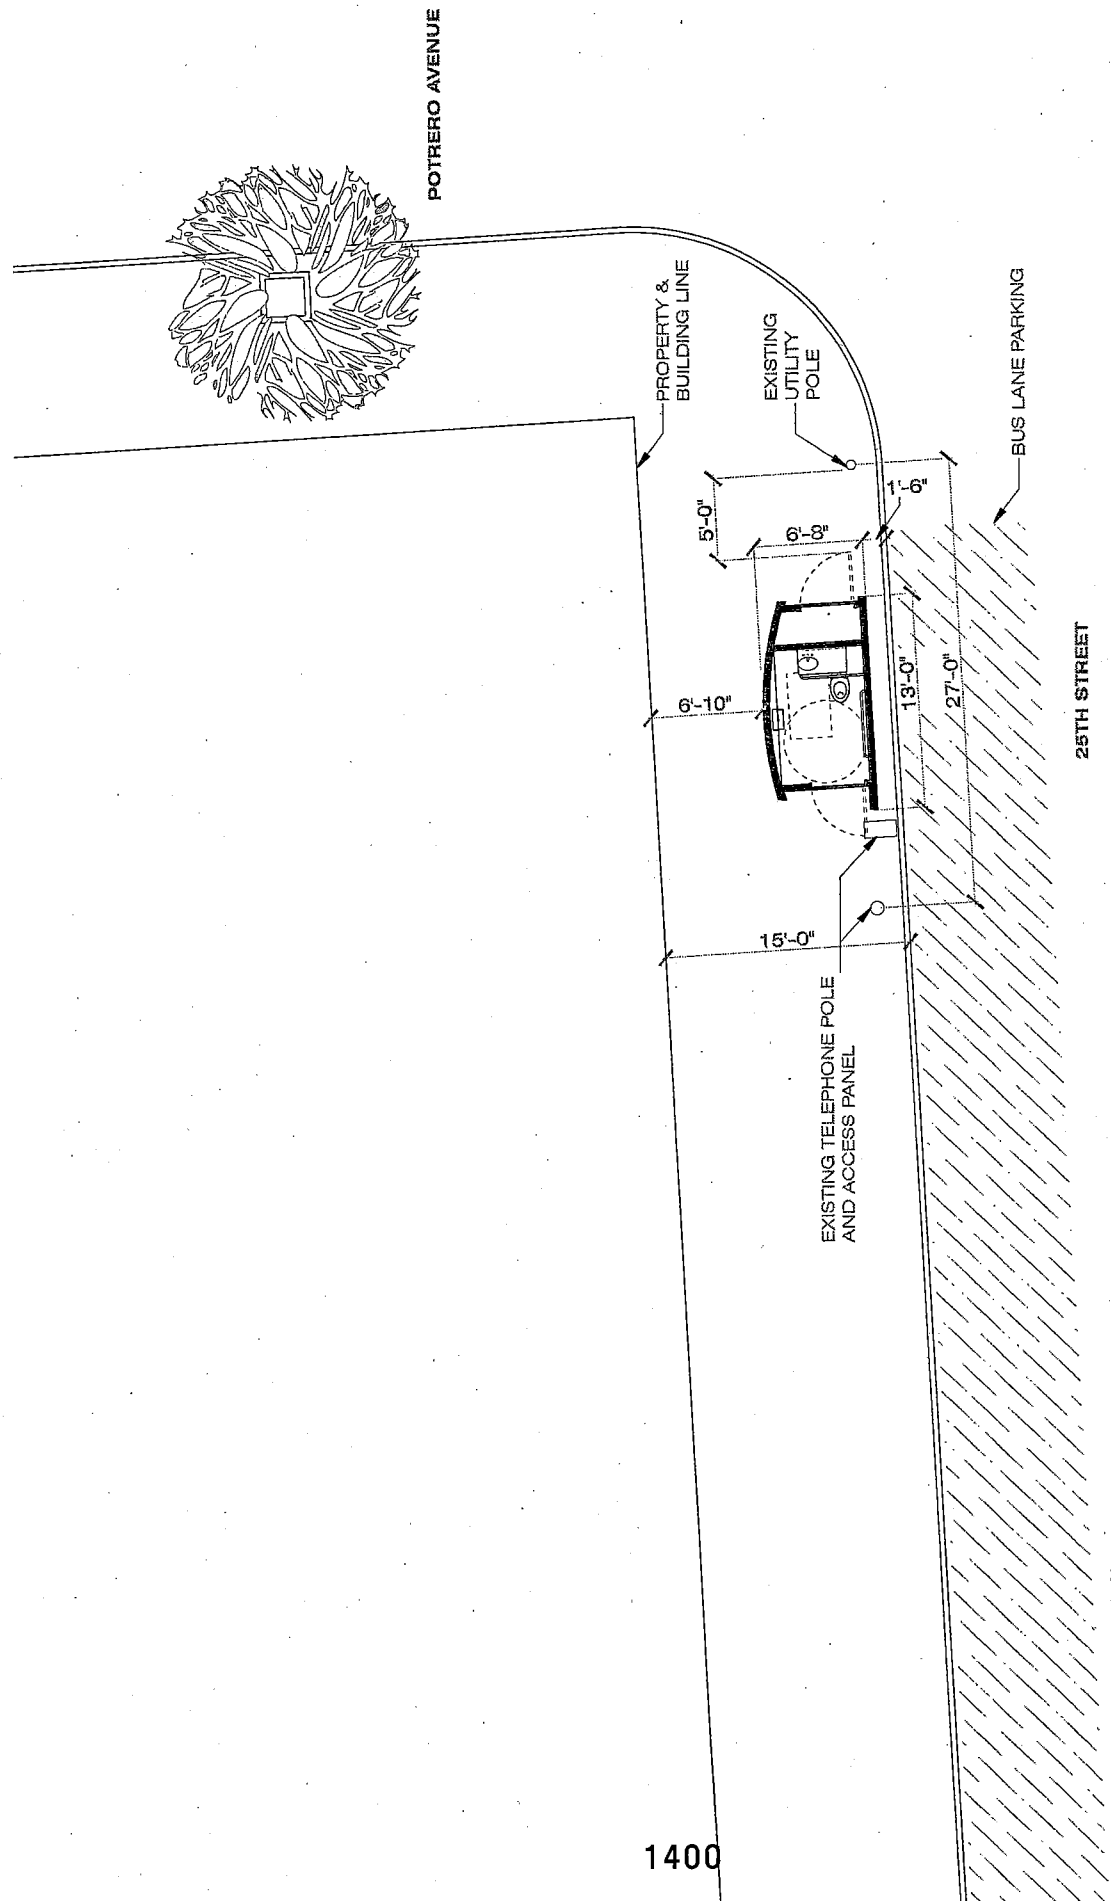 POTRERO AVENUE
PROPERTY &
BUILDING LINE
EXISTING
UTILITY
POLE
BUS LANE PARKING
5'-0"
6'-8"
1'-6"
6'-10"
13'-0"
27'-0"
25TH STREET
15'-0"
EXISTING TELEPHONE POLE
AND ACCESS PANEL
1400